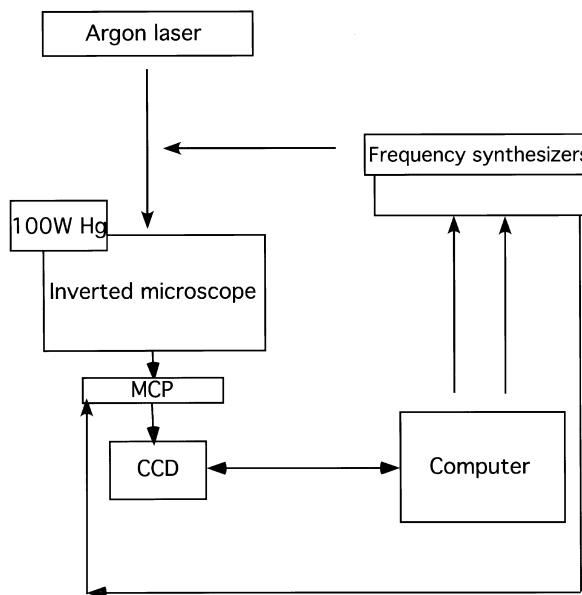 Argon laser
Frequency synthesizers
100W Hg
Inverted microscope
MCP
CCD
Computer